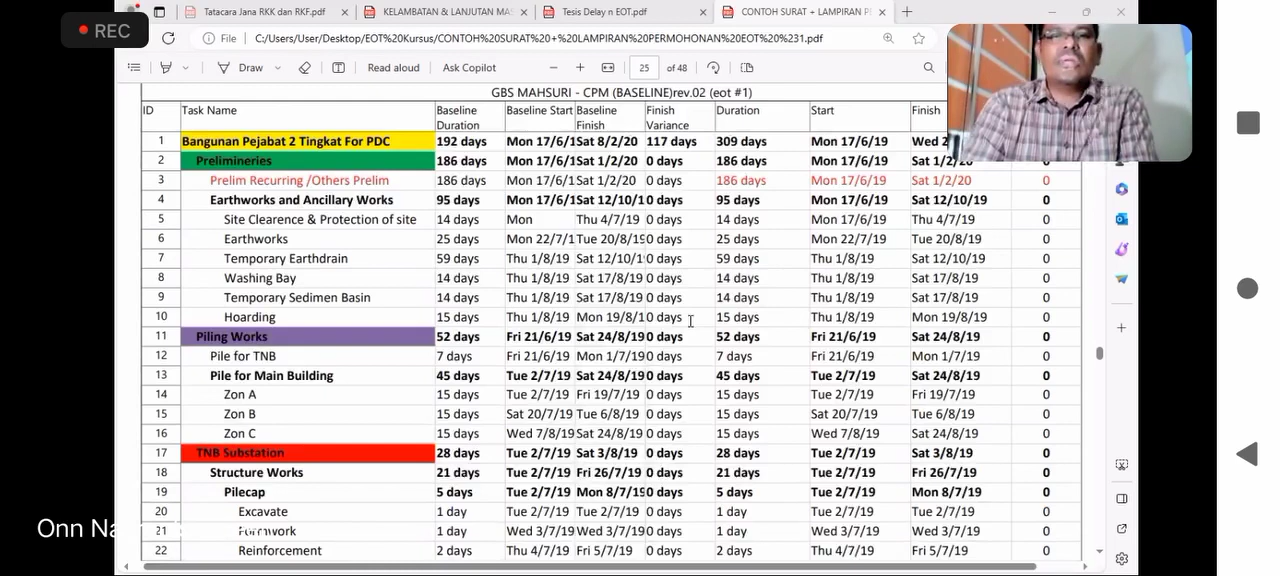 REC
Tatacara Jana RKK dan RKF.pdf
KELAMBATAN & LANJUTAN MAS
Tesis Delay n EOT.pdf
CONTOH SURAT + LAMPIRAN P
File C:/Users/User/Desktop/EOT%20Kursus/CONTOH%20SURAT%20+%20LAMPIRAN%20PERMOHONAN%20EOT%20%231.pdf
Draw Read aloud Ask Copilot 25 of 48
GBS MAHSURI - CPM (BASELINE)rev.02 (eot #1)
ID Task Name Baseline Duration Baseline Start Baseline Finish Finish Variance Duration Start Finish
1 Bangunan Pejabat 2 Tingkat For PDC 192 days Mon 17/6/1 Sat 8/2/20 117 days 309 days Mon 17/6/19 Wed 2
2 Prelimineries 186 days Mon 17/6/1 Sat 1/2/20 0 days 186 days Mon 17/6/19 Sat 1/2/20 0
3 Prelim Recurring /Others Prelim 186 days Mon 17/6/1 Sat 1/2/20 0 days 186 days Mon 17/6/19 Sat 1/2/20 0
4 Earthworks and Ancillary Works 95 days Mon 17/6/1 Sat 12/10/1 0 days 95 days Mon 17/6/19 Sat 12/10/19 0
5 Site Clearence & Protection of site 14 days Mon Thu 4/7/19 0 days 14 days Mon 17/6/19 Thu 4/7/19 0
6 Earthworks 25 days Mon 22/7/1 Tue 20/8/19 0 days 25 days Mon 22/7/19 Tue 20/8/19 0
7 Temporary Earthdrain 59 days Thu 1/8/19 Sat 12/10/1 0 days 59 days Thu 1/8/19 Sat 12/10/19 0
8 Washing Bay 14 days Thu 1/8/19 Sat 17/8/19 0 days 14 days Thu 1/8/19 Sat 17/8/19 0
9 Temporary Sedimen Basin 14 days Thu 1/8/19 Sat 17/8/19 0 days 14 days Thu 1/8/19 Sat 17/8/19 0
10 Hoarding 15 days Thu 1/8/19 Mon 19/8/1 0 days 15 days Thu 1/8/19 Mon 19/8/19 0
11 Piling Works 52 days Fri 21/6/19 Sat 24/8/19 0 days 52 days Fri 21/6/19 Sat 24/8/19 0
12 Pile for TNB 7 days Fri 21/6/19 Mon 1/7/19 0 days 7 days Fri 21/6/19 Mon 1/7/19 0
13 Pile for Main Building 45 days Tue 2/7/19 Sat 24/8/19 0 days 45 days Tue 2/7/19 Sat 24/8/19 0
14 Zon A 15 days Tue 2/7/19 Fri 19/7/19 0 days 15 days Tue 2/7/19 Fri 19/7/19 0
15 Zon B 15 days Sat 20/7/19 Tue 6/8/19 0 days 15 days Sat 20/7/19 Tue 6/8/19 0
16 Zon C 15 days Wed 7/8/19 Sat 24/8/19 0 days 15 days Wed 7/8/19 Sat 24/8/19 0
17 TNB Substation 28 days Tue 2/7/19 Sat 3/8/19 0 days 28 days Tue 2/7/19 Sat 3/8/19 0
18 Structure Works 21 days Tue 2/7/19 Fri 26/7/19 0 days 21 days Tue 2/7/19 Fri 26/7/19 0
19 Pilecap 5 days Tue 2/7/19 Mon 8/7/19 0 days 5 days Tue 2/7/19 Mon 8/7/19 0
20 Excavate 1 day Tue 2/7/19 Tue 2/7/19 0 days 1 day Tue 2/7/19 Tue 2/7/19 0
Onn Na
21 Formwork 1 day Wed 3/7/19 Wed 3/7/19 0 days 1 day Wed 3/7/19 Wed 3/7/19 0
22 Reinforcement 2 days Thu 4/7/19 Fri 5/7/19 0 days 2 days Thu 4/7/19 Fri 5/7/19 0